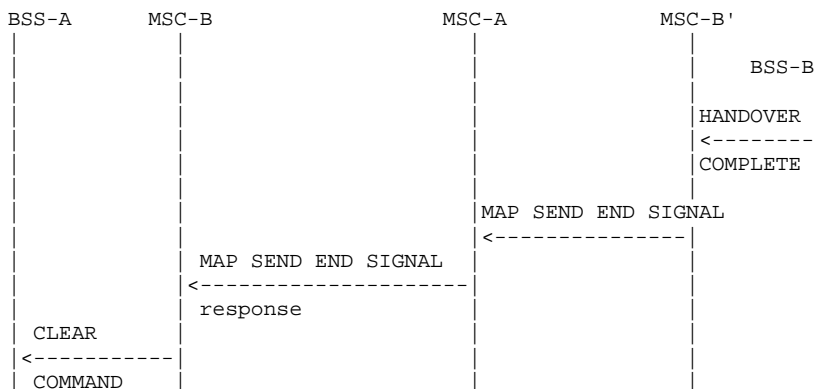 BSS-A MSC-B MSC-A MSC-B'
BSS-B
HANDOVER
COMPLETE
MAP SEND END SIGNAL
MAP SEND END SIGNAL
response
CLEAR
COMMAND